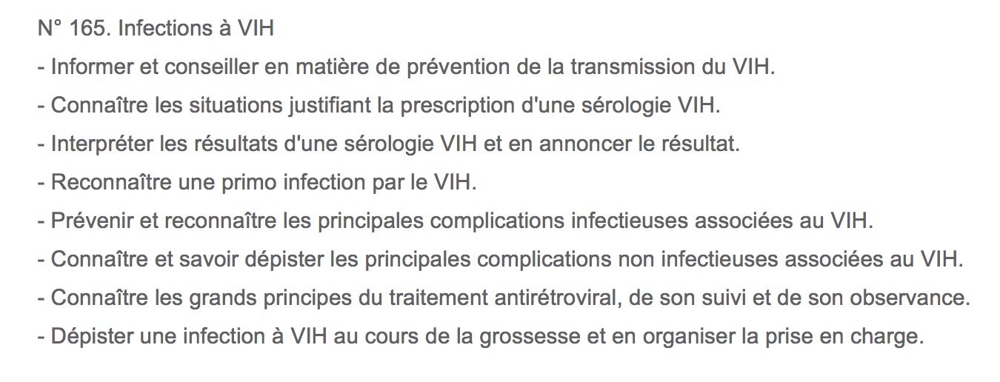 N° 165. Infections à VIH
- Informer et conseiller en matière de prévention de la transmission du VIH.
- Connaître les situations justifiant la prescription d'une sérologie VIH.
- Interpréter les résultats d'une sérologie VIH et en annoncer le résultat.
- Reconnaître une primo infection par le VIH.
- Prévenir et reconnaître les principales complications infectieuses associées au VIH.
- Connaître et savoir dépister les principales complications non infectieuses associées au VIH.
- Connaître les grands principes du traitement antirétroviral, de son suivi et de son observance.
- Dépister une infection à VIH au cours de la grossesse et en organiser la prise en charge.